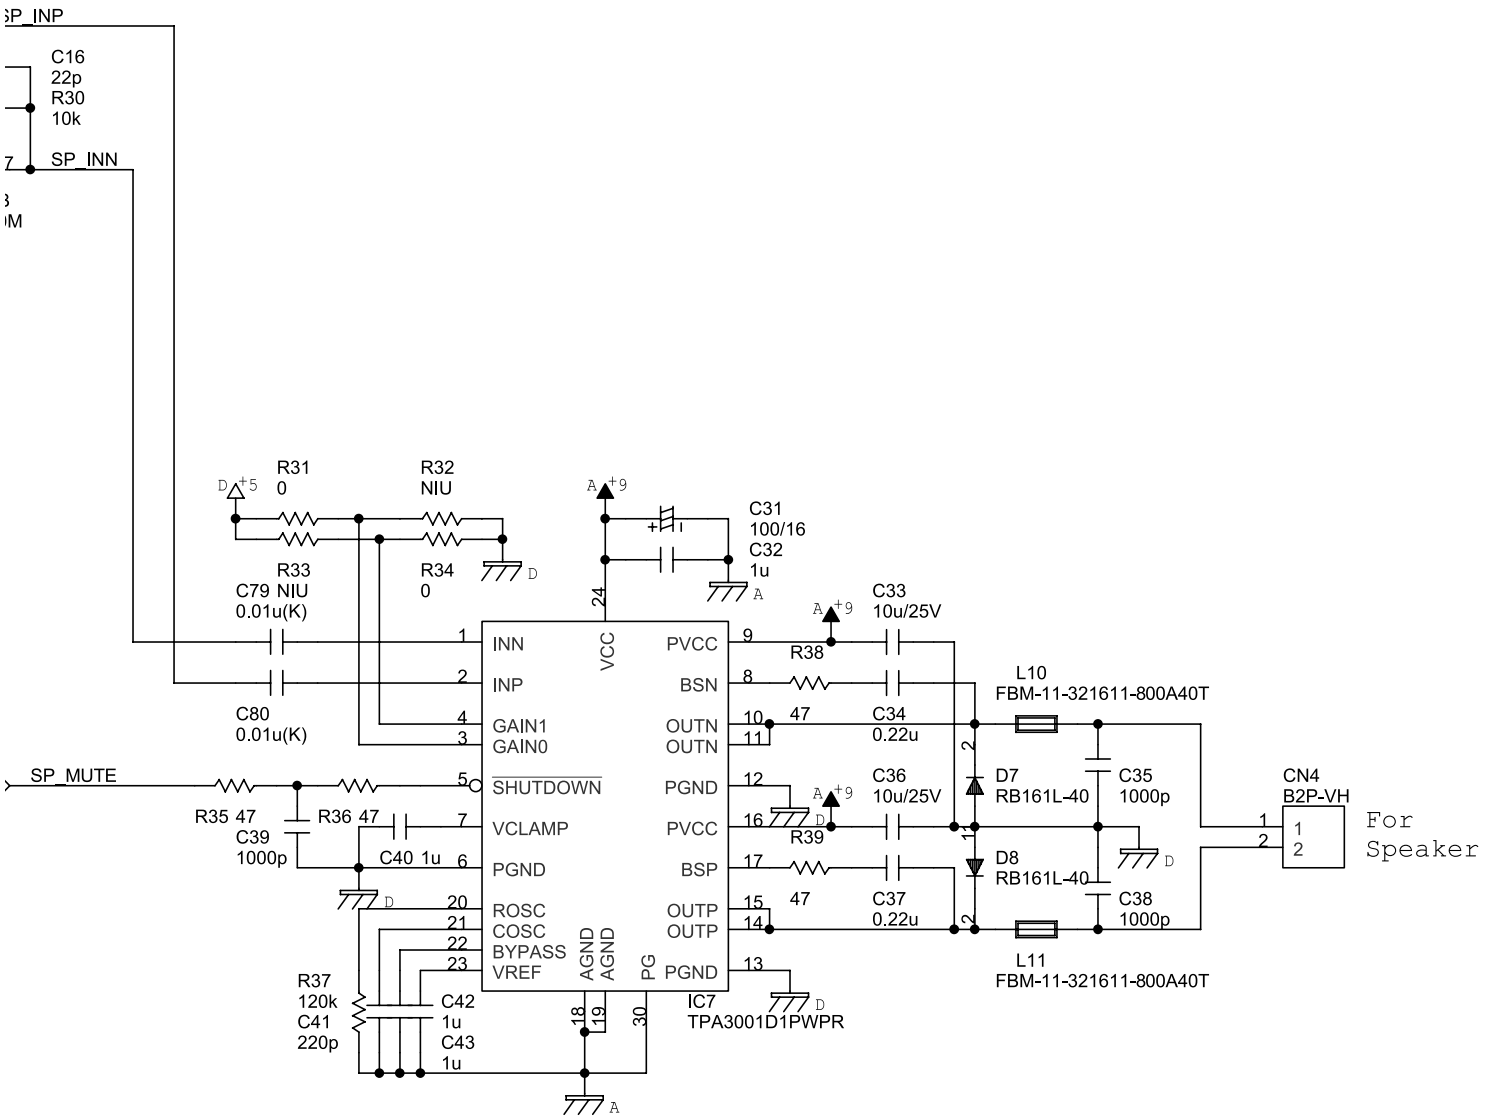 SP_INP
C16
22p
R30
10k
7 SP_INN
3
M
D +5
R31
0
R32
NIU
A +9
C31
100/16
C32
1u
D
A
R33
NIU
R34
0
C79
0.01u(K)
24
A +9
C33
10u/25V
1 INN
VCC
PVCC 9
R38
2 INP
BSN 8
L10
FBM-11-321611-800A40T
C80
0.01u(K)
4 GAIN1
3 GAIN0
OUTN 10
OUTN 11
47
C34
0.22u
2
SP_MUTE
5 SHUTDOWN
PGND 12
A +9
C36
10u/25V
D7
RB161L-40
C35
1000p
CN4
B2P-VH
R35 47
R36 47
C39
1000p
7 VCLAMP
D
PVCC 16
R39
1
1 1
2 2
For
Speaker
C40 1u
6 PGND
BSP 17
D8
RB161L-40
D
D
47
C37
0.22u
2
C38
1000p
20 ROSC
21 COSC
22 BYPASS
23 VREF
OUTP 15
OUTP 14
AGND
AGND
PG
PGND 13
L11
FBM-11-321611-800A40T
R37
120k
C41
220p
C42
1u
C43
1u
18
19
30
IC7
TPA3001D1PWPR
D
A